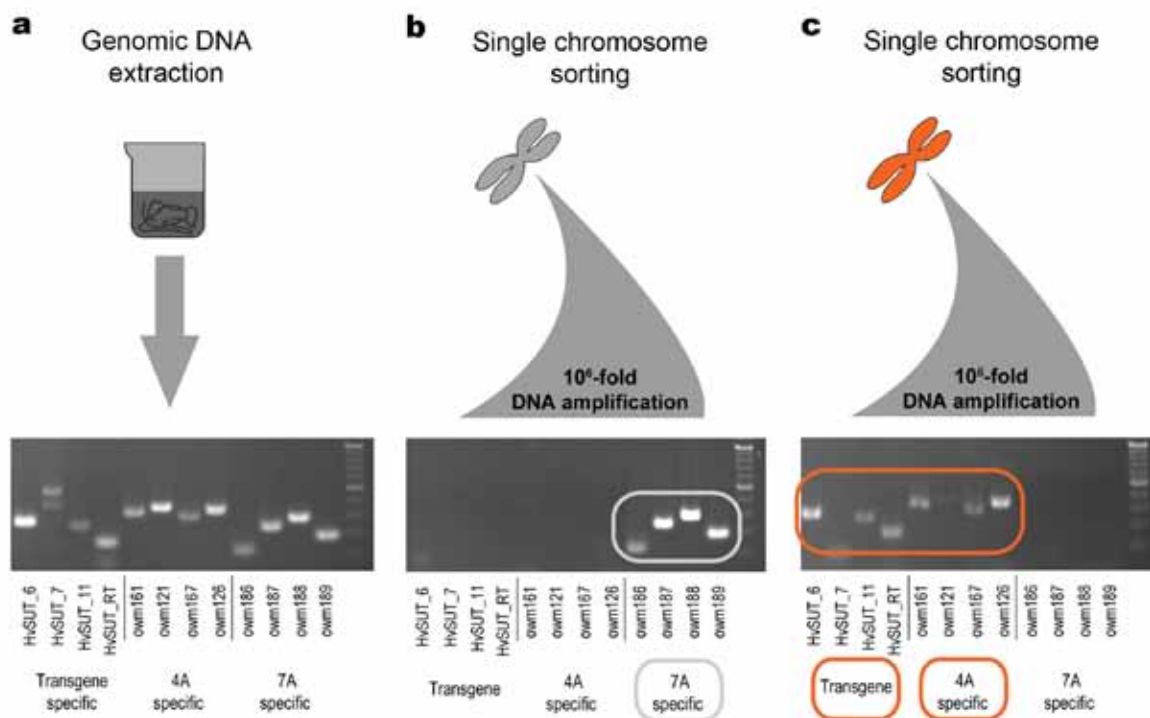 a
Genomic DNA
extraction
HvSUT_6
HvSUT_7
HvSUT_11
HvSUT_RT
owm161
owm121
owm167
owm126
owm186
owm187
owm188
owm189
Transgene
specific
4A
specific
7A
specific
b
Single chromosome
sorting
10⁶-fold
DNA amplification
HvSUT_6
HvSUT_7
HvSUT_11
HvSUT_RT
owm161
owm121
owm167
owm126
owm186
owm187
owm188
owm189
Transgene
4A
specific
7A
specific
c
Single chromosome
sorting
10⁶-fold
DNA amplification
HvSUT_6
HvSUT_7
HvSUT_11
HvSUT_RT
owm161
owm121
owm167
owm126
owm186
owm187
owm188
owm189
Transgene
4A
specific
7A
specific